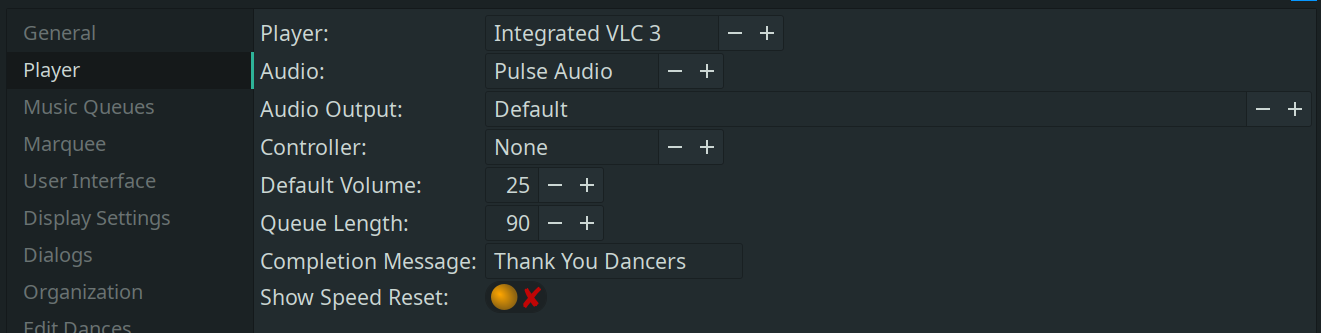 General
Player
Music Queues
Marquee
User Interface
Display Settings
Dialogs
Organization
Edit Dances
Player: Integrated VLC 3
Audio: Pulse Audio
Audio Output: Default
Controller: None
Default Volume: 25
Queue Length: 90
Completion Message: Thank You Dancers
Show Speed Reset: